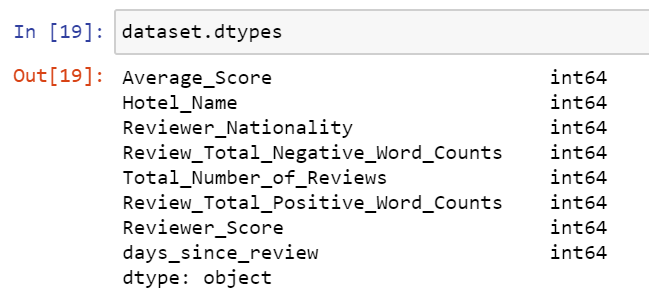 In [19]: dataset.dtypes
Out[19]: Average_Score int64
Hotel_Name int64
Reviewer_Nationality int64
Review_Total_Negative_Word_Counts int64
Total_Number_of_Reviews int64
Review_Total_Positive_Word_Counts int64
Reviewer_Score int64
days_since_review int64
dtype: object